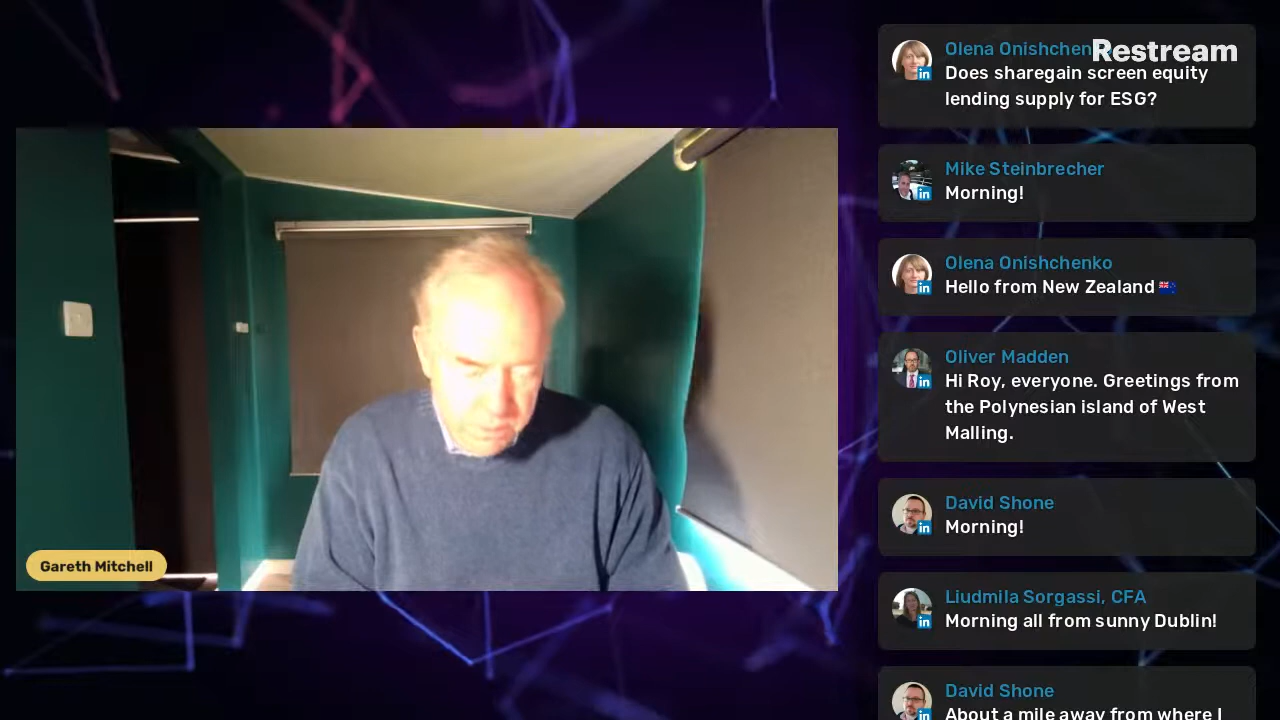 Restream
Olena Onishchenko
Does sharegain screen equity
lending supply for ESG?
Mike Steinbrecher
Morning!
Olena Onishchenko
Hello from New Zealand 🇳🇿
Oliver Madden
Hi Roy, everyone. Greetings from
the Polynesian island of West
Malling.
David Shone
Morning!
Liudmila Sorgassi, CFA
Morning all from sunny Dublin!
David Shone
About a mile away from where I
Gareth Mitchell